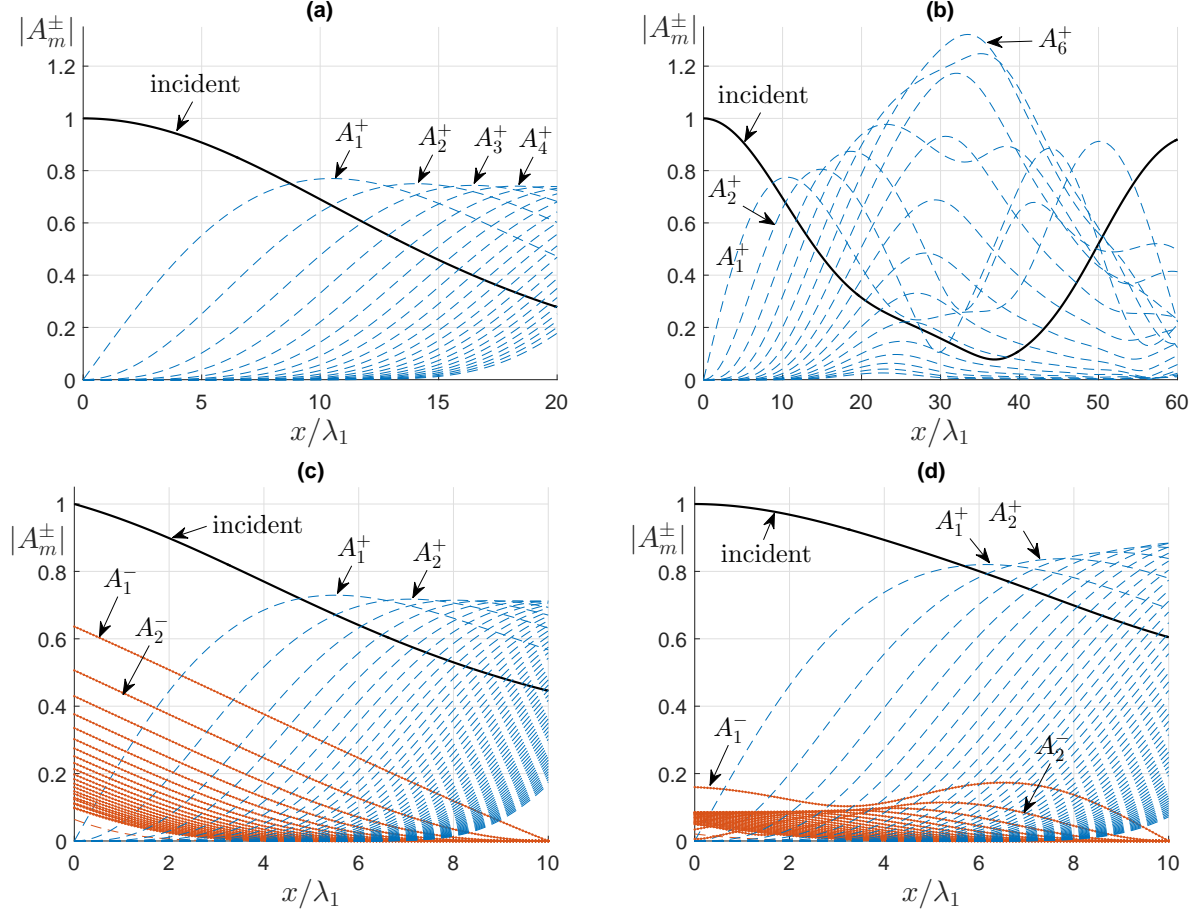 (a)
|A_m^±|
1.2
1
0.8
0.6
0.4
0.2
0
incident
A_1^+
A_2^+
A_3^+
A_4^+
0 5 10 15 20
x/λ_1
(b)
|A_m^±|
1.2
1
0.8
0.6
0.4
0.2
0
A_6^+
incident
A_2^+
A_1^+
0 10 20 30 40 50 60
x/λ_1
(c)
|A_m^±|
1
0.8
0.6
0.4
0.2
0
incident
A_1^+
A_2^+
A_1^-
A_2^-
0 2 4 6 8 10
x/λ_1
(d)
|A_m^±|
1
0.8
0.6
0.4
0.2
0
A_1^+
A_2^+
incident
A_1^-
A_2^-
0 2 4 6 8 10
x/λ_1